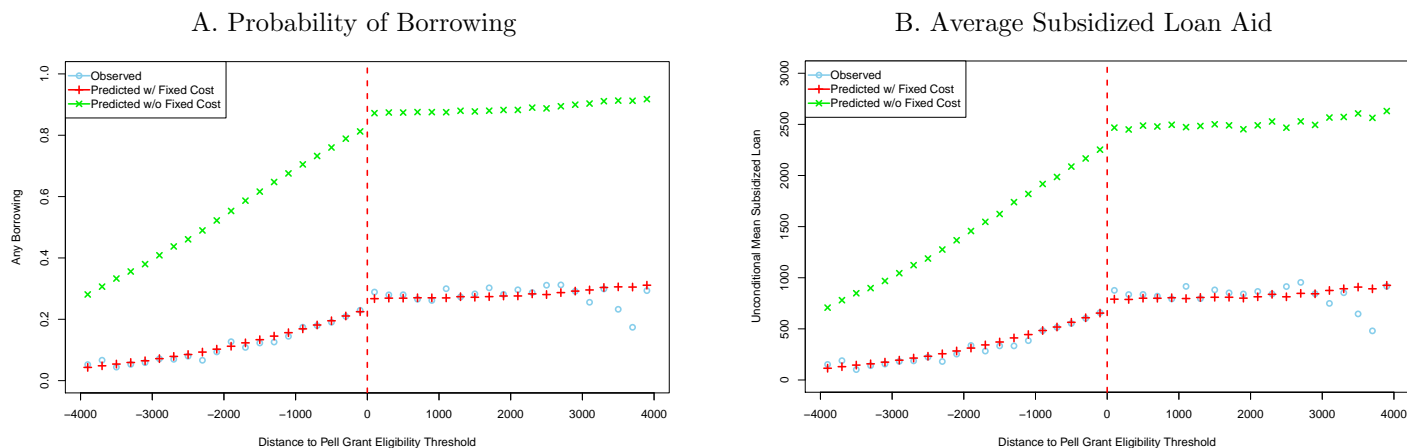 A. Probability of Borrowing
Observed
Predicted w/ Fixed Cost
Predicted w/o Fixed Cost
Any Borrowing
1.0
0.8
0.6
0.4
0.2
0.0
−4000 −3000 −2000 −1000 0 1000 2000 3000 4000
Distance to Pell Grant Eligibility Threshold
B. Average Subsidized Loan Aid
Observed
Predicted w/ Fixed Cost
Predicted w/o Fixed Cost
Unconditional Mean Subsidized Loan
3000
2500
2000
1500
1000
500
0
−4000 −3000 −2000 −1000 0 1000 2000 3000 4000
Distance to Pell Grant Eligibility Threshold